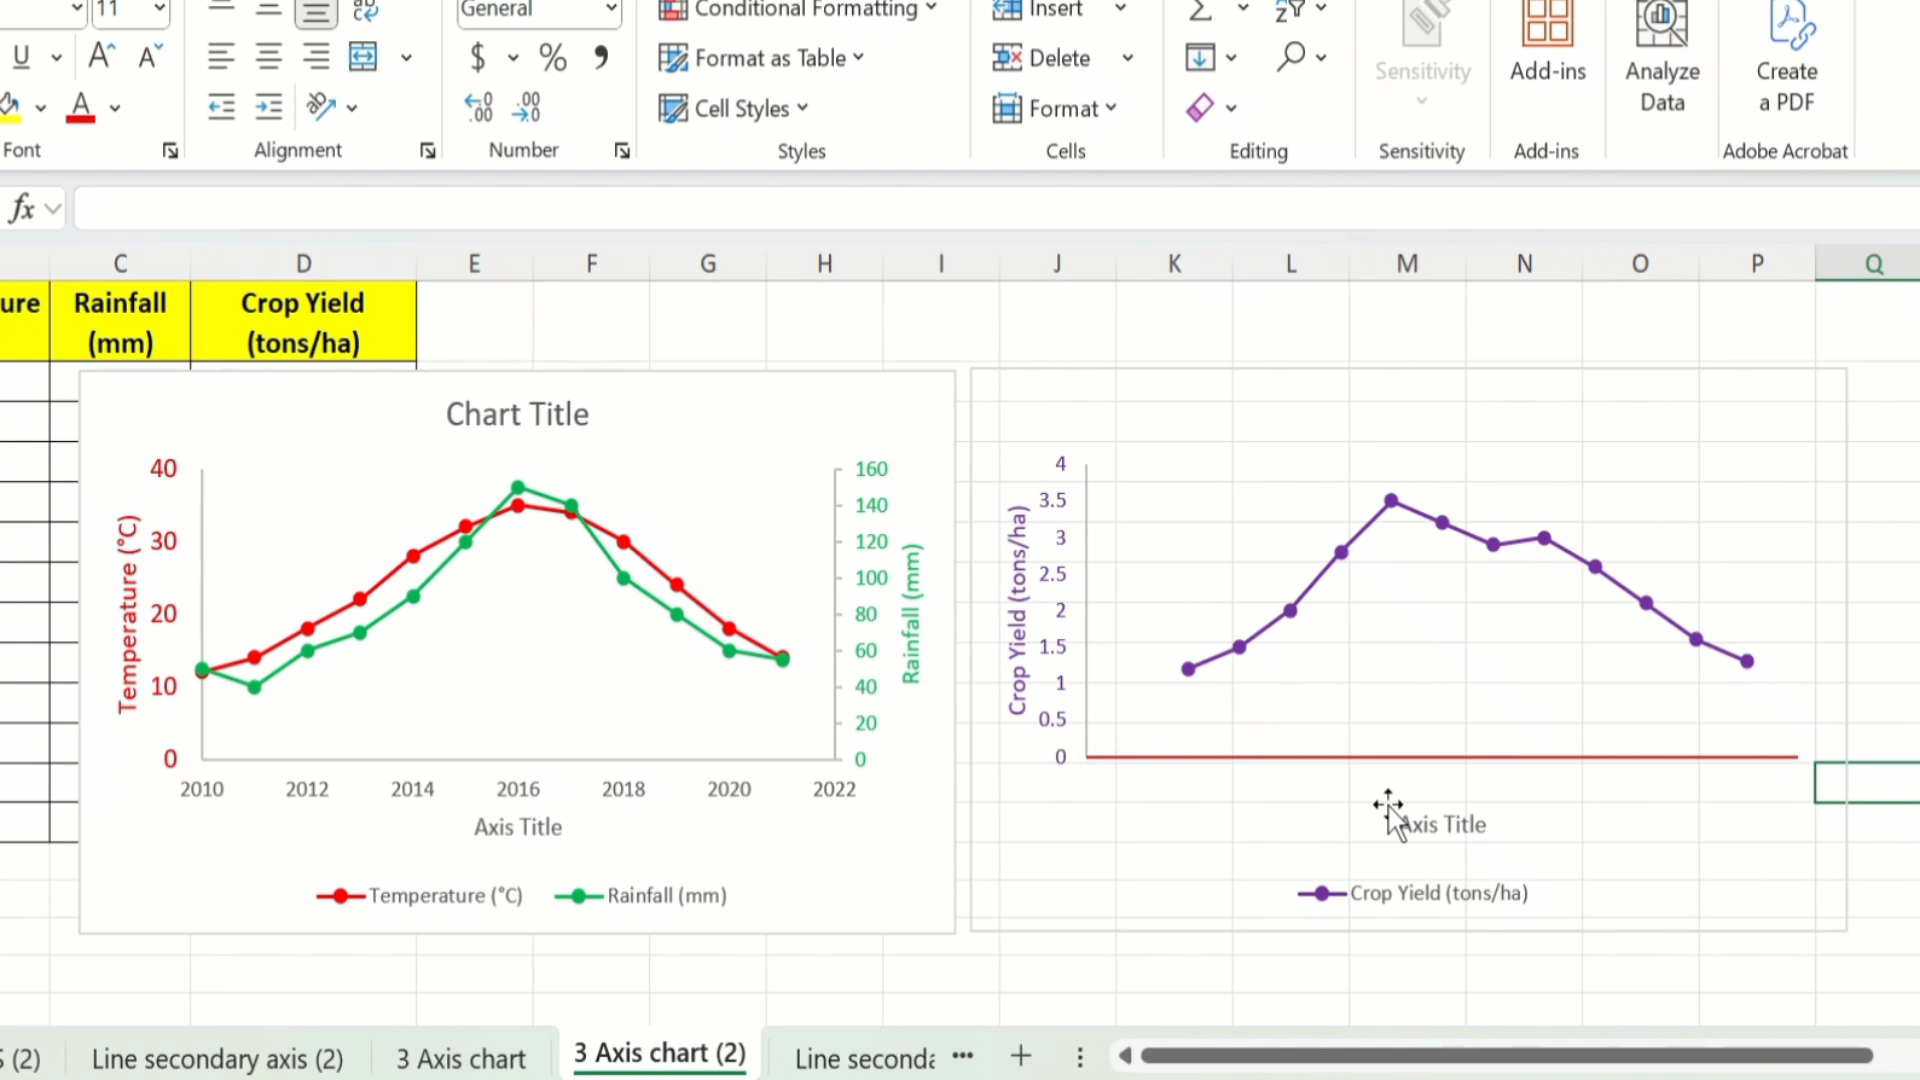 11
ab
General
Conditional Formatting
Insert
Σ
U
A^
A˅
$
%
Format as Table
Delete
Sensitivity
Add-ins
Analyze
Data
Create
a PDF
A
ab
Cell Styles
Format
Font
Alignment
Number
Styles
Cells
Editing
Sensitivity
Add-ins
Adobe Acrobat
fx
C
D
E
F
G
H
I
J
K
L
M
N
O
P
Q
ure
Rainfall
(mm)
Crop Yield
(tons/ha)
Chart Title
Temperature (°C)
40
30
20
10
0
160
140
120
100
80
60
40
20
0
Rainfall (mm)
2010
2012
2014
2016
2018
2020
2022
Axis Title
Temperature (°C)
Rainfall (mm)
Crop Yield (tons/ha)
4
3.5
3
2.5
2
1.5
1
0.5
0
Axis Title
Crop Yield (tons/ha)
(2)
Line secondary axis (2)
3 Axis chart
3 Axis chart (2)
Line seconda